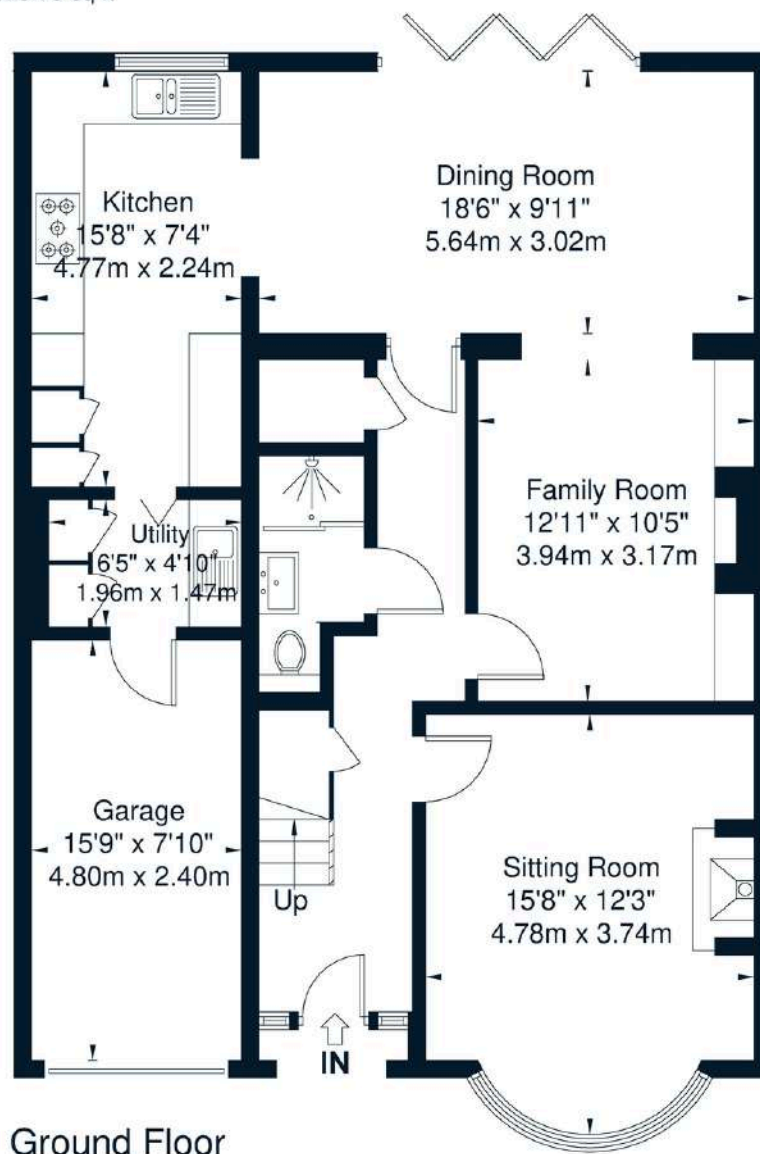 Kitchen
15'8" x 7'4"
4.77m x 2.24m
Dining Room
18'6" x 9'11"
5.64m x 3.02m
Family Room
12'11" x 10'5"
3.94m x 3.17m
Utility
6'5" x 4'10"
1.96m x 1.47m
Garage
15'9" x 7'10"
4.80m x 2.40m
Sitting Room
15'8" x 12'3"
4.78m x 3.74m
Up
IN
Ground Floor